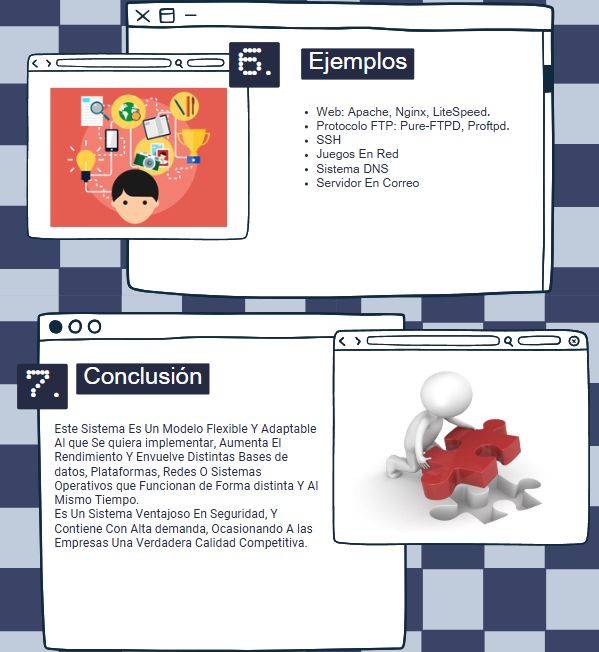 6.
Ejemplos
• Web: Apache, Nginx, LiteSpeed.
• Protocolo FTP: Pure-FTPD, Proftpd.
• SSH
• Juegos En Red
• Sistema DNS
• Servidor En Correo
7.
Conclusión
Este Sistema Es Un Modelo Flexible Y Adaptable
Al que Se quiera implementar, Aumenta El
Rendimiento Y Envuelve Distintas Bases de
datos, Plataformas, Redes O Sistemas
Operativos que Funcionan de Forma distinta Y Al
Mismo Tiempo.
Es Un Sistema Ventajoso En Seguridad, Y
Contiene Con Alta demanda, Ocasionando A las
Empresas Una Verdadera Calidad Competitiva.